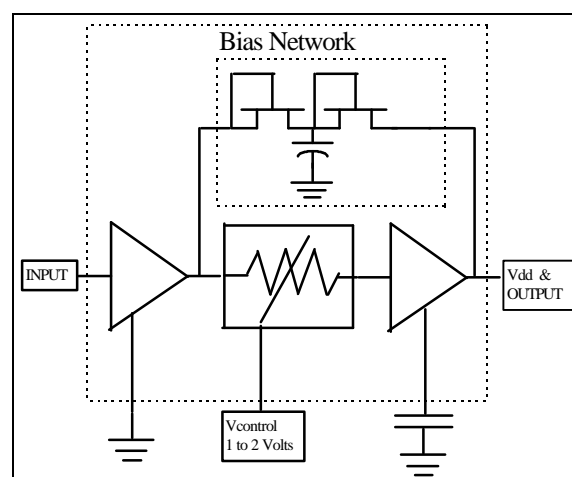 Bias Network
INPUT
Vdd &
OUTPUT
Vcontrol
1 to 2 Volts